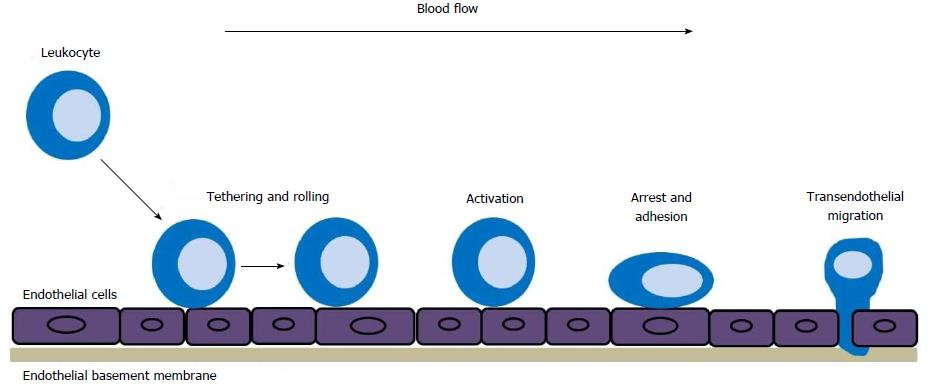 Blood flow
Leukocyte
Tethering and rolling
Activation
Arrest and
adhesion
Transendothelial
migration
Endothelial cells
Endothelial basement membrane